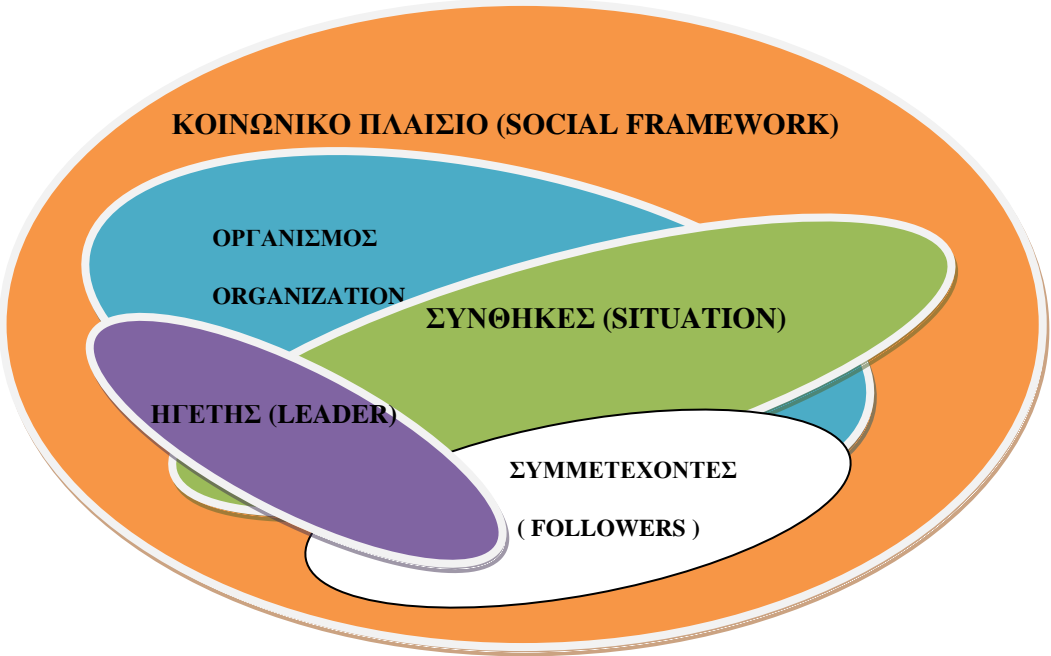 ΚΟΙΝΩΝΙΚΟ ΠΛΑΙΣΙΟ (SOCIAL FRAMEWORK)
ΟΡΓΑΝΙΣΜΟΣ
ORGANIZATION
ΣΥΝΘΗΚΕΣ (SITUATION)
ΗΓΕΤΗΣ (LEADER)
ΣΥΜΜΕΤΕΧΟΝΤΕΣ
( FOLLOWERS )